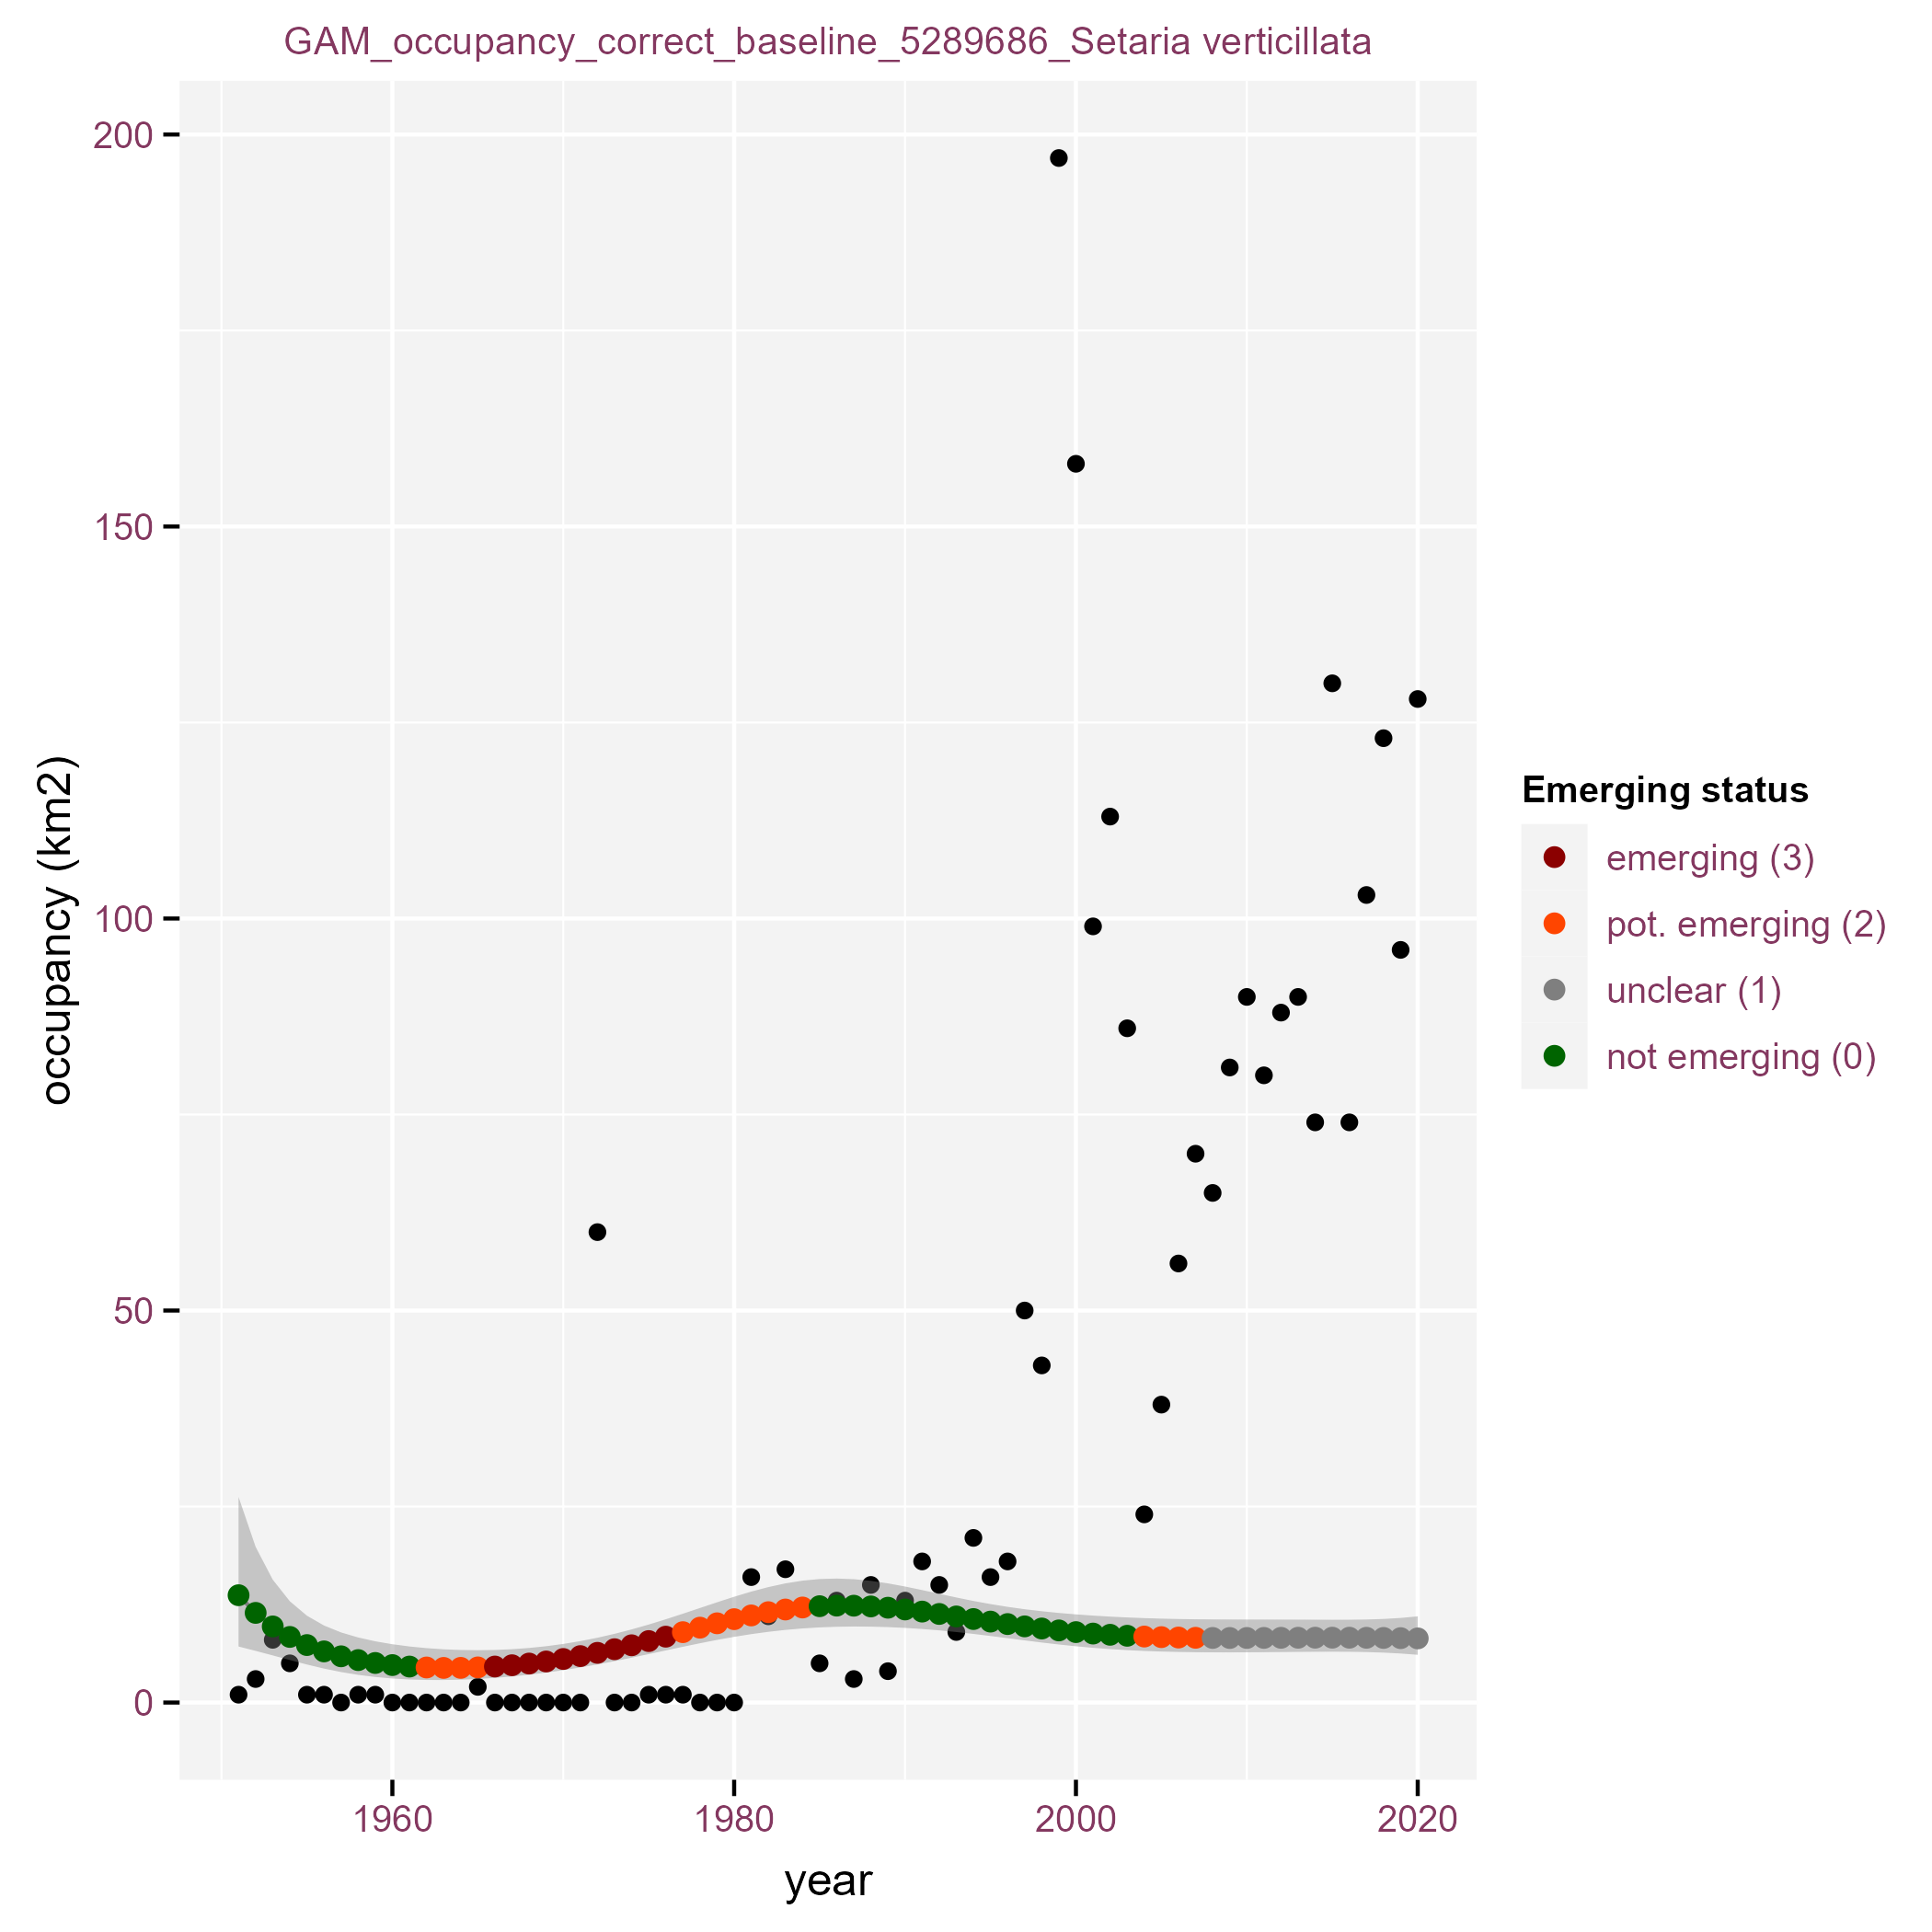 GAM_occupancy_correct_baseline_5289686_Setaria verticillata
200
150
100
50
0
occupancy (km2)
1960 1980 2000 2020
year
Emerging status
emerging (3)
pot. emerging (2)
unclear (1)
not emerging (0)